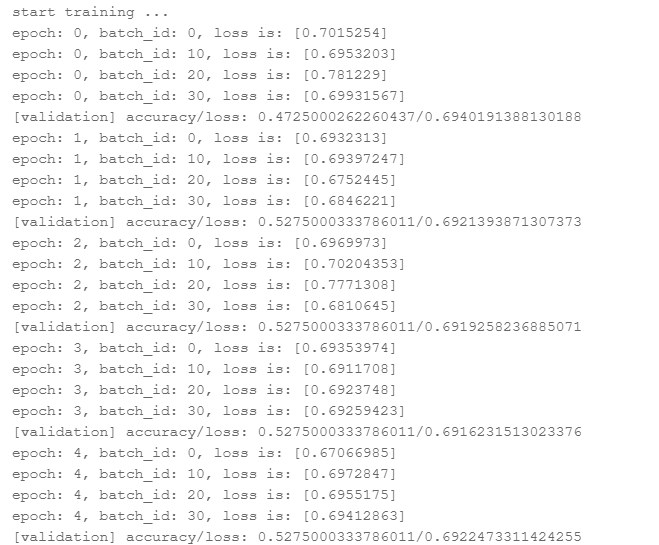 start training ...
epoch: 0, batch_id: 0, loss is: [0.7015254]
epoch: 0, batch_id: 10, loss is: [0.6953203]
epoch: 0, batch_id: 20, loss is: [0.781229]
epoch: 0, batch_id: 30, loss is: [0.69931567]
[validation] accuracy/loss: 0.4725000262260437/0.6940191388130188
epoch: 1, batch_id: 0, loss is: [0.6932313]
epoch: 1, batch_id: 10, loss is: [0.69397247]
epoch: 1, batch_id: 20, loss is: [0.6752445]
epoch: 1, batch_id: 30, loss is: [0.6846221]
[validation] accuracy/loss: 0.5275000333786011/0.6921393871307373
epoch: 2, batch_id: 0, loss is: [0.6969973]
epoch: 2, batch_id: 10, loss is: [0.70204353]
epoch: 2, batch_id: 20, loss is: [0.7771308]
epoch: 2, batch_id: 30, loss is: [0.6810645]
[validation] accuracy/loss: 0.5275000333786011/0.6919258236885071
epoch: 3, batch_id: 0, loss is: [0.69353974]
epoch: 3, batch_id: 10, loss is: [0.6911708]
epoch: 3, batch_id: 20, loss is: [0.6923748]
epoch: 3, batch_id: 30, loss is: [0.69259423]
[validation] accuracy/loss: 0.5275000333786011/0.6916231513023376
epoch: 4, batch_id: 0, loss is: [0.67066985]
epoch: 4, batch_id: 10, loss is: [0.6972847]
epoch: 4, batch_id: 20, loss is: [0.6955175]
epoch: 4, batch_id: 30, loss is: [0.69412863]
[validation] accuracy/loss: 0.5275000333786011/0.6922473311424255